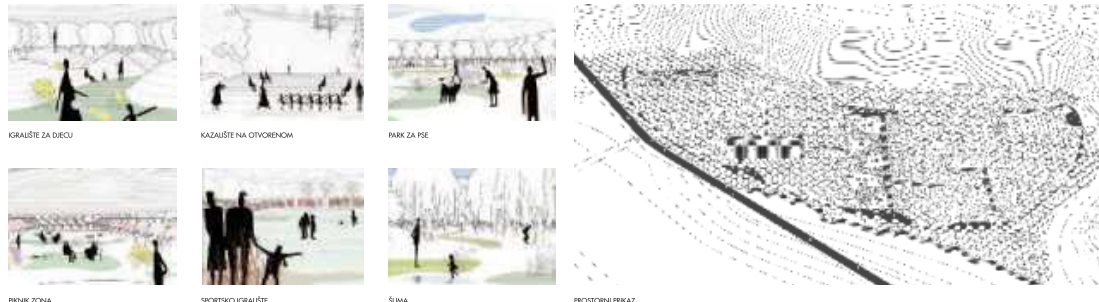 IGRALIŠTE ZA DJECU
KAZALIŠTE NA OTVORENOM
PARK ZA PSE
PIKNIK ZONA
SPORTSKO IGRALIŠTE
ŠUMA
PROSTORNI PRIKAZ